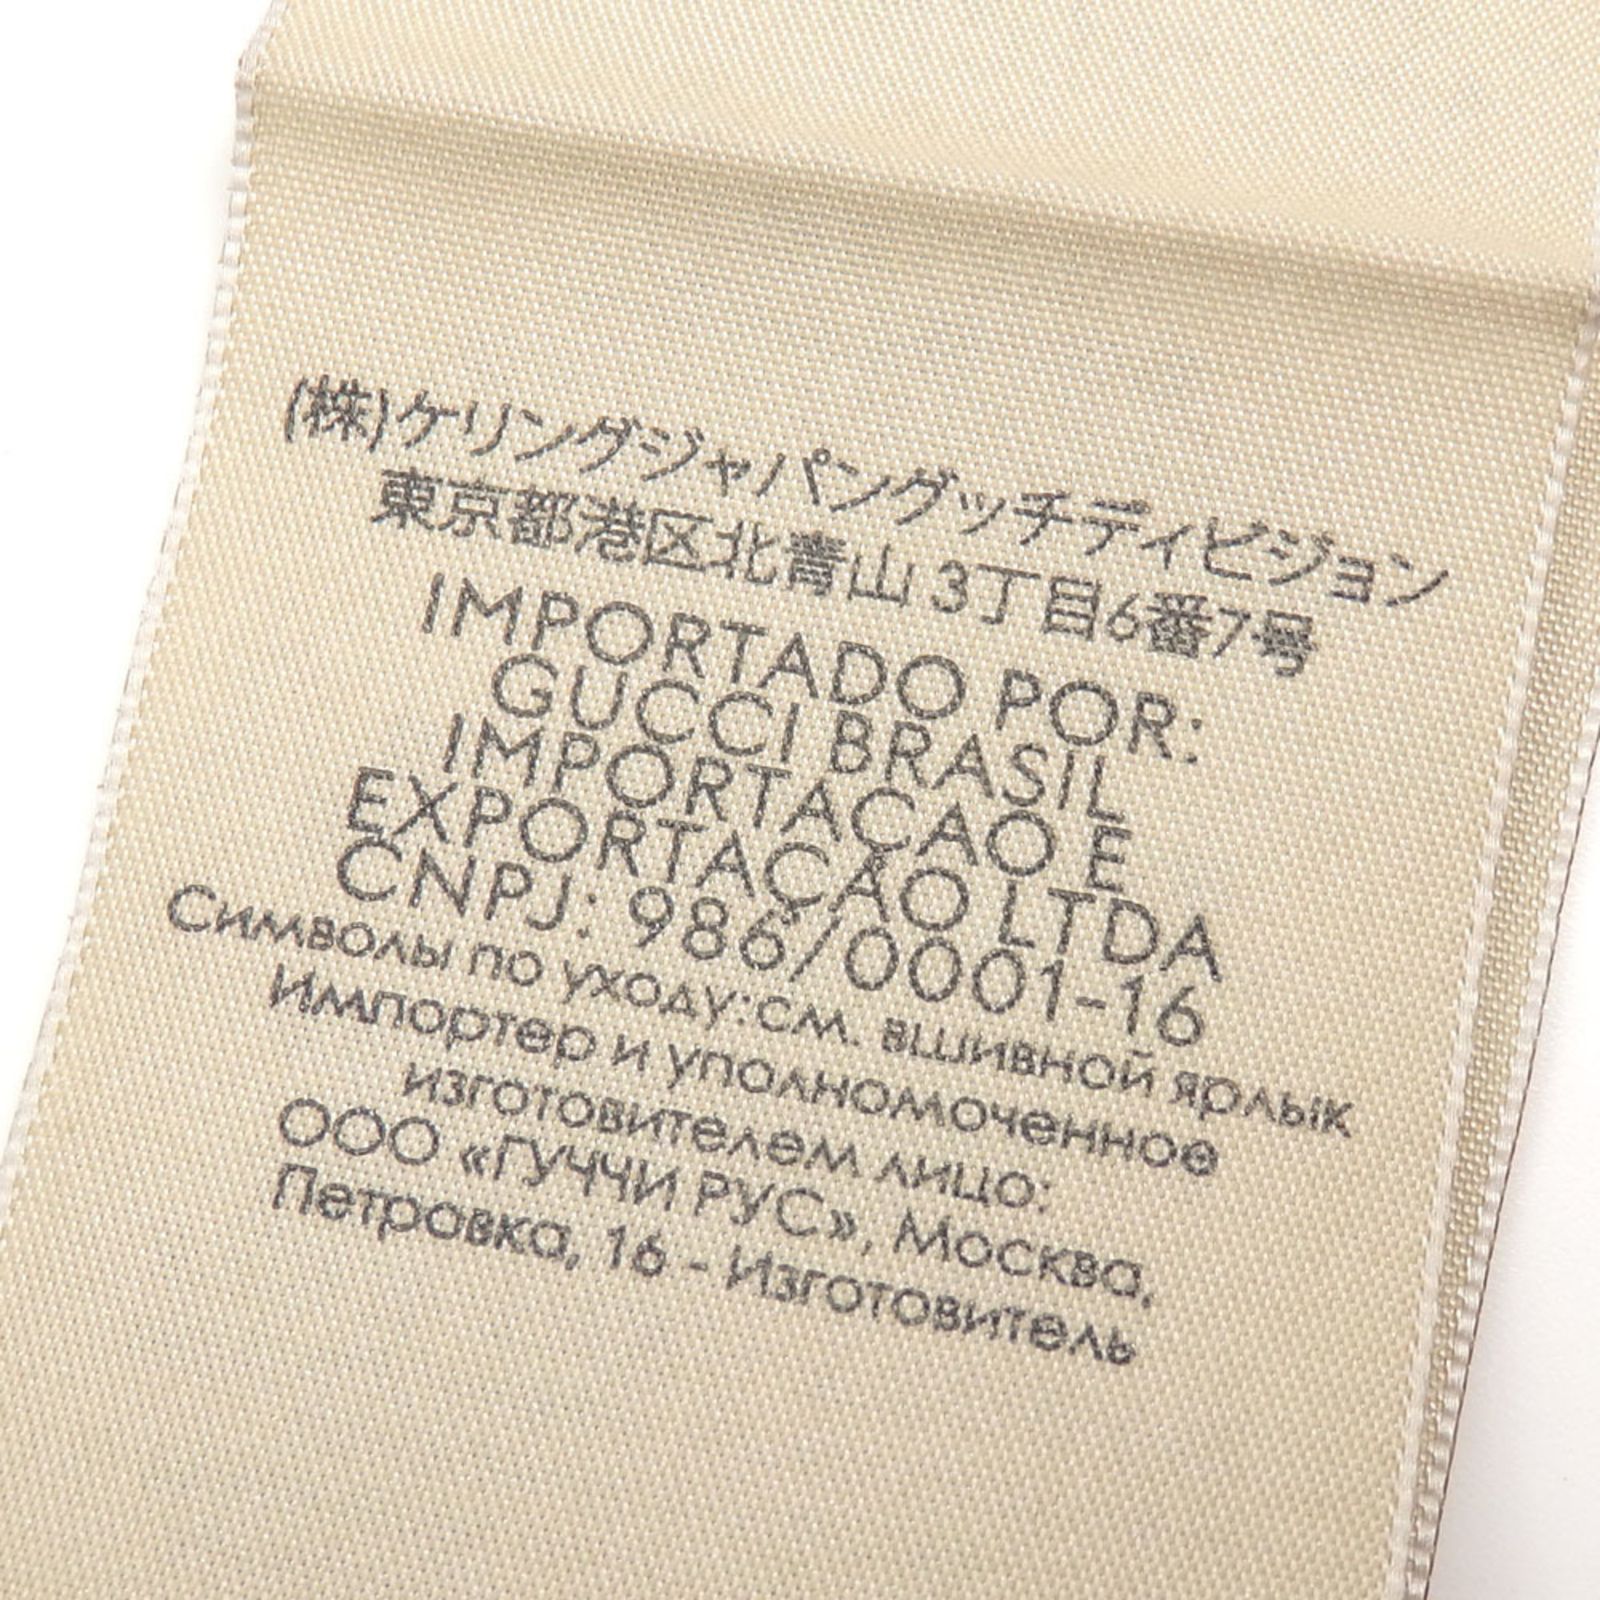 (株)ケリングジャパングッチディビジョン
東京都港区北青山3丁目6番7号
IMPORTADO POR:
GUCCI BRASIL
IMPORTAÇAO E
EXPORTAÇÃO LTDA
CNPJ: 986/0001-16
Символы по уходу:см. вшивной ярлык
Импортер и уполномоченное
изготовителем лицо:
ООО «ГУЧЧИ РУС», Москва,
Петровка, 16 - Изготовитель